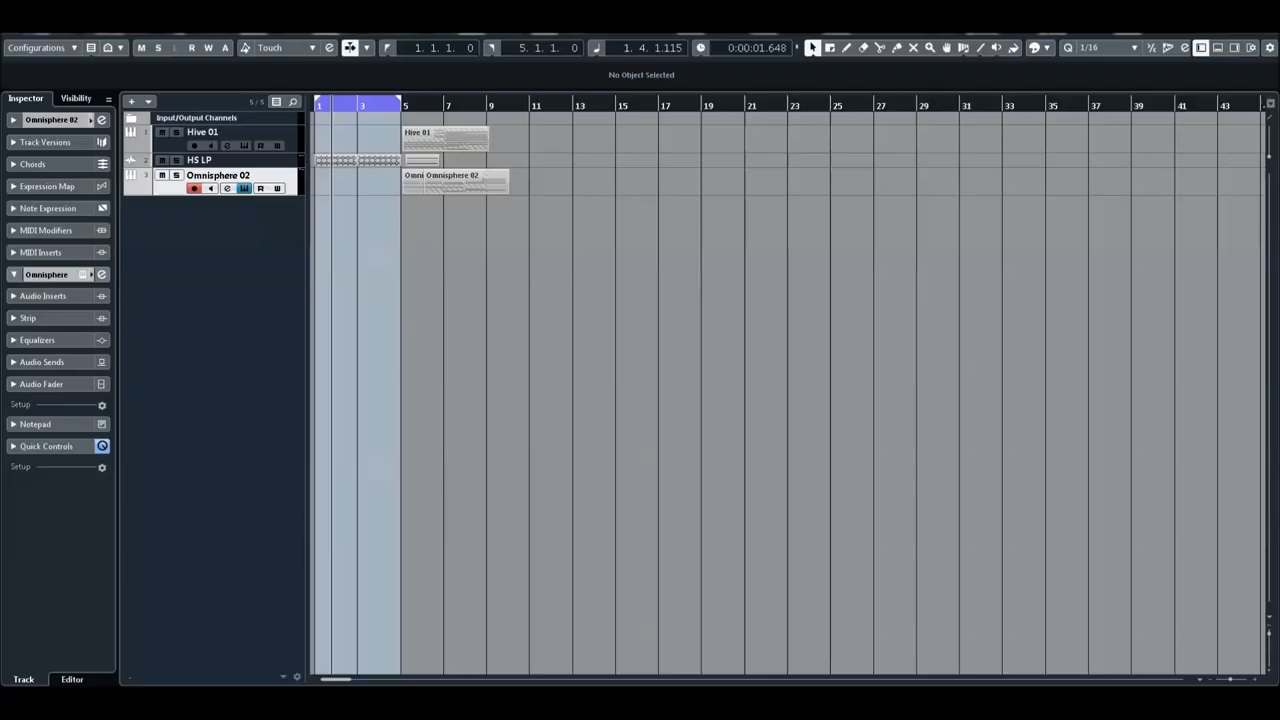 Configurations M S L R W A Touch 1. 1. 1. 0 5. 1. 1. 0 1. 4. 1.115 0:00:01.648 1/16
No Object Selected
Inspector Visibility 5 / 5 1 3 5 7 9 11 13 15 17 19 21 23 25 27 29 31 33 35 37 39 41 43
Input/Output Channels
Omnisphere 02
1 M S Hive 01 Hive 01
Track Versions R W
2 M S HS LP
Chords
3 M S Omnisphere 02 Omni Omnisphere 02
Expression Map R W
Note Expression
MIDI Modifiers
MIDI Inserts
Omnisphere
Audio Inserts
Strip
Equalizers
Audio Sends
Audio Fader
Setup
Notepad
Quick Controls
Setup
Track Editor